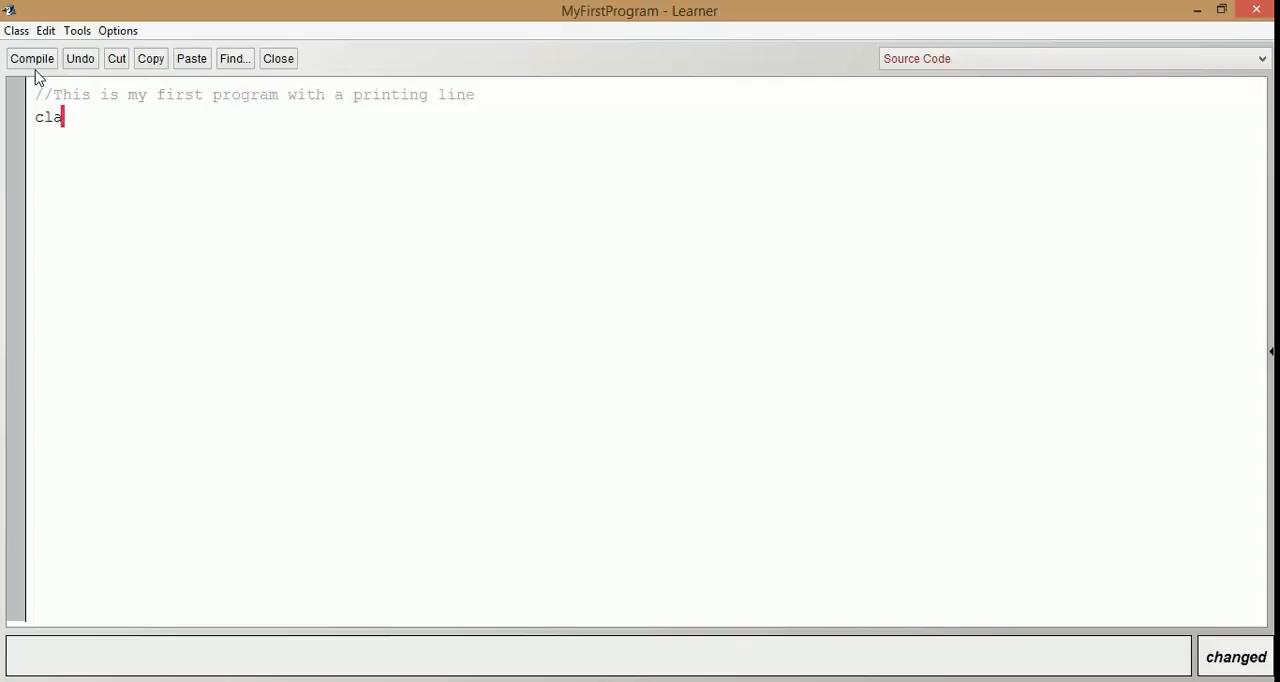 MyFirstProgram - Learner
Class Edit Tools Options
Compile Undo Cut Copy Paste Find... Close Source Code
//This is my first program with a printing line
cla
changed